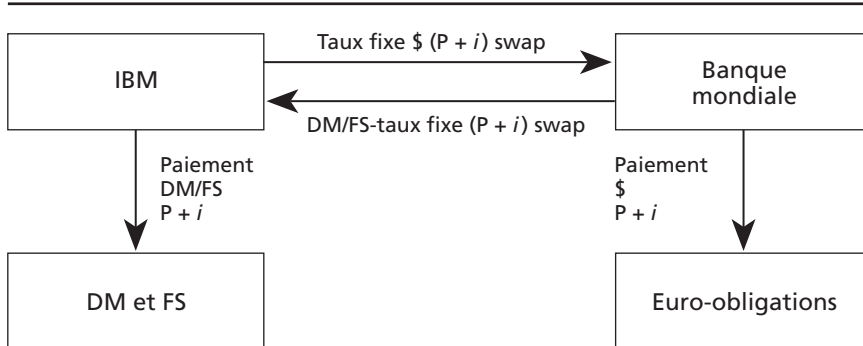 Taux fixe $ (P + i) swap
IBM
Banque
mondiale
DM/FS-taux fixe (P + i) swap
Paiement
DM/FS
P + i
Paiement
$
P + i
DM et FS
Euro-obligations